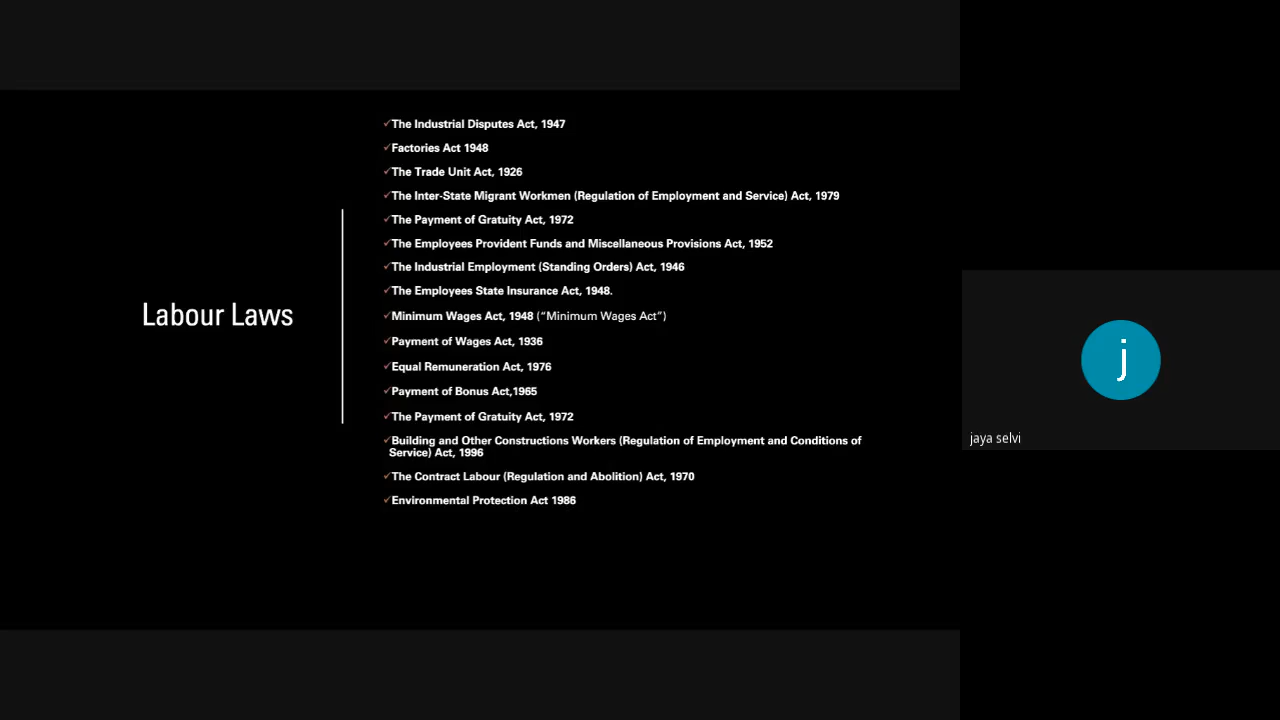 Labour Laws
✓The Industrial Disputes Act, 1947
✓Factories Act 1948
✓The Trade Unit Act, 1926
✓The Inter-State Migrant Workmen (Regulation of Employment and Service) Act, 1979
✓The Payment of Gratuity Act, 1972
✓The Employees Provident Funds and Miscellaneous Provisions Act, 1952
✓The Industrial Employment (Standing Orders) Act, 1946
✓The Employees State Insurance Act, 1948.
✓Minimum Wages Act, 1948 (“Minimum Wages Act”)
✓Payment of Wages Act, 1936
✓Equal Remuneration Act, 1976
✓Payment of Bonus Act,1965
✓The Payment of Gratuity Act, 1972
✓Building and Other Constructions Workers (Regulation of Employment and Conditions of
Service) Act, 1996
✓The Contract Labour (Regulation and Abolition) Act, 1970
✓Environmental Protection Act 1986
j
jaya selvi